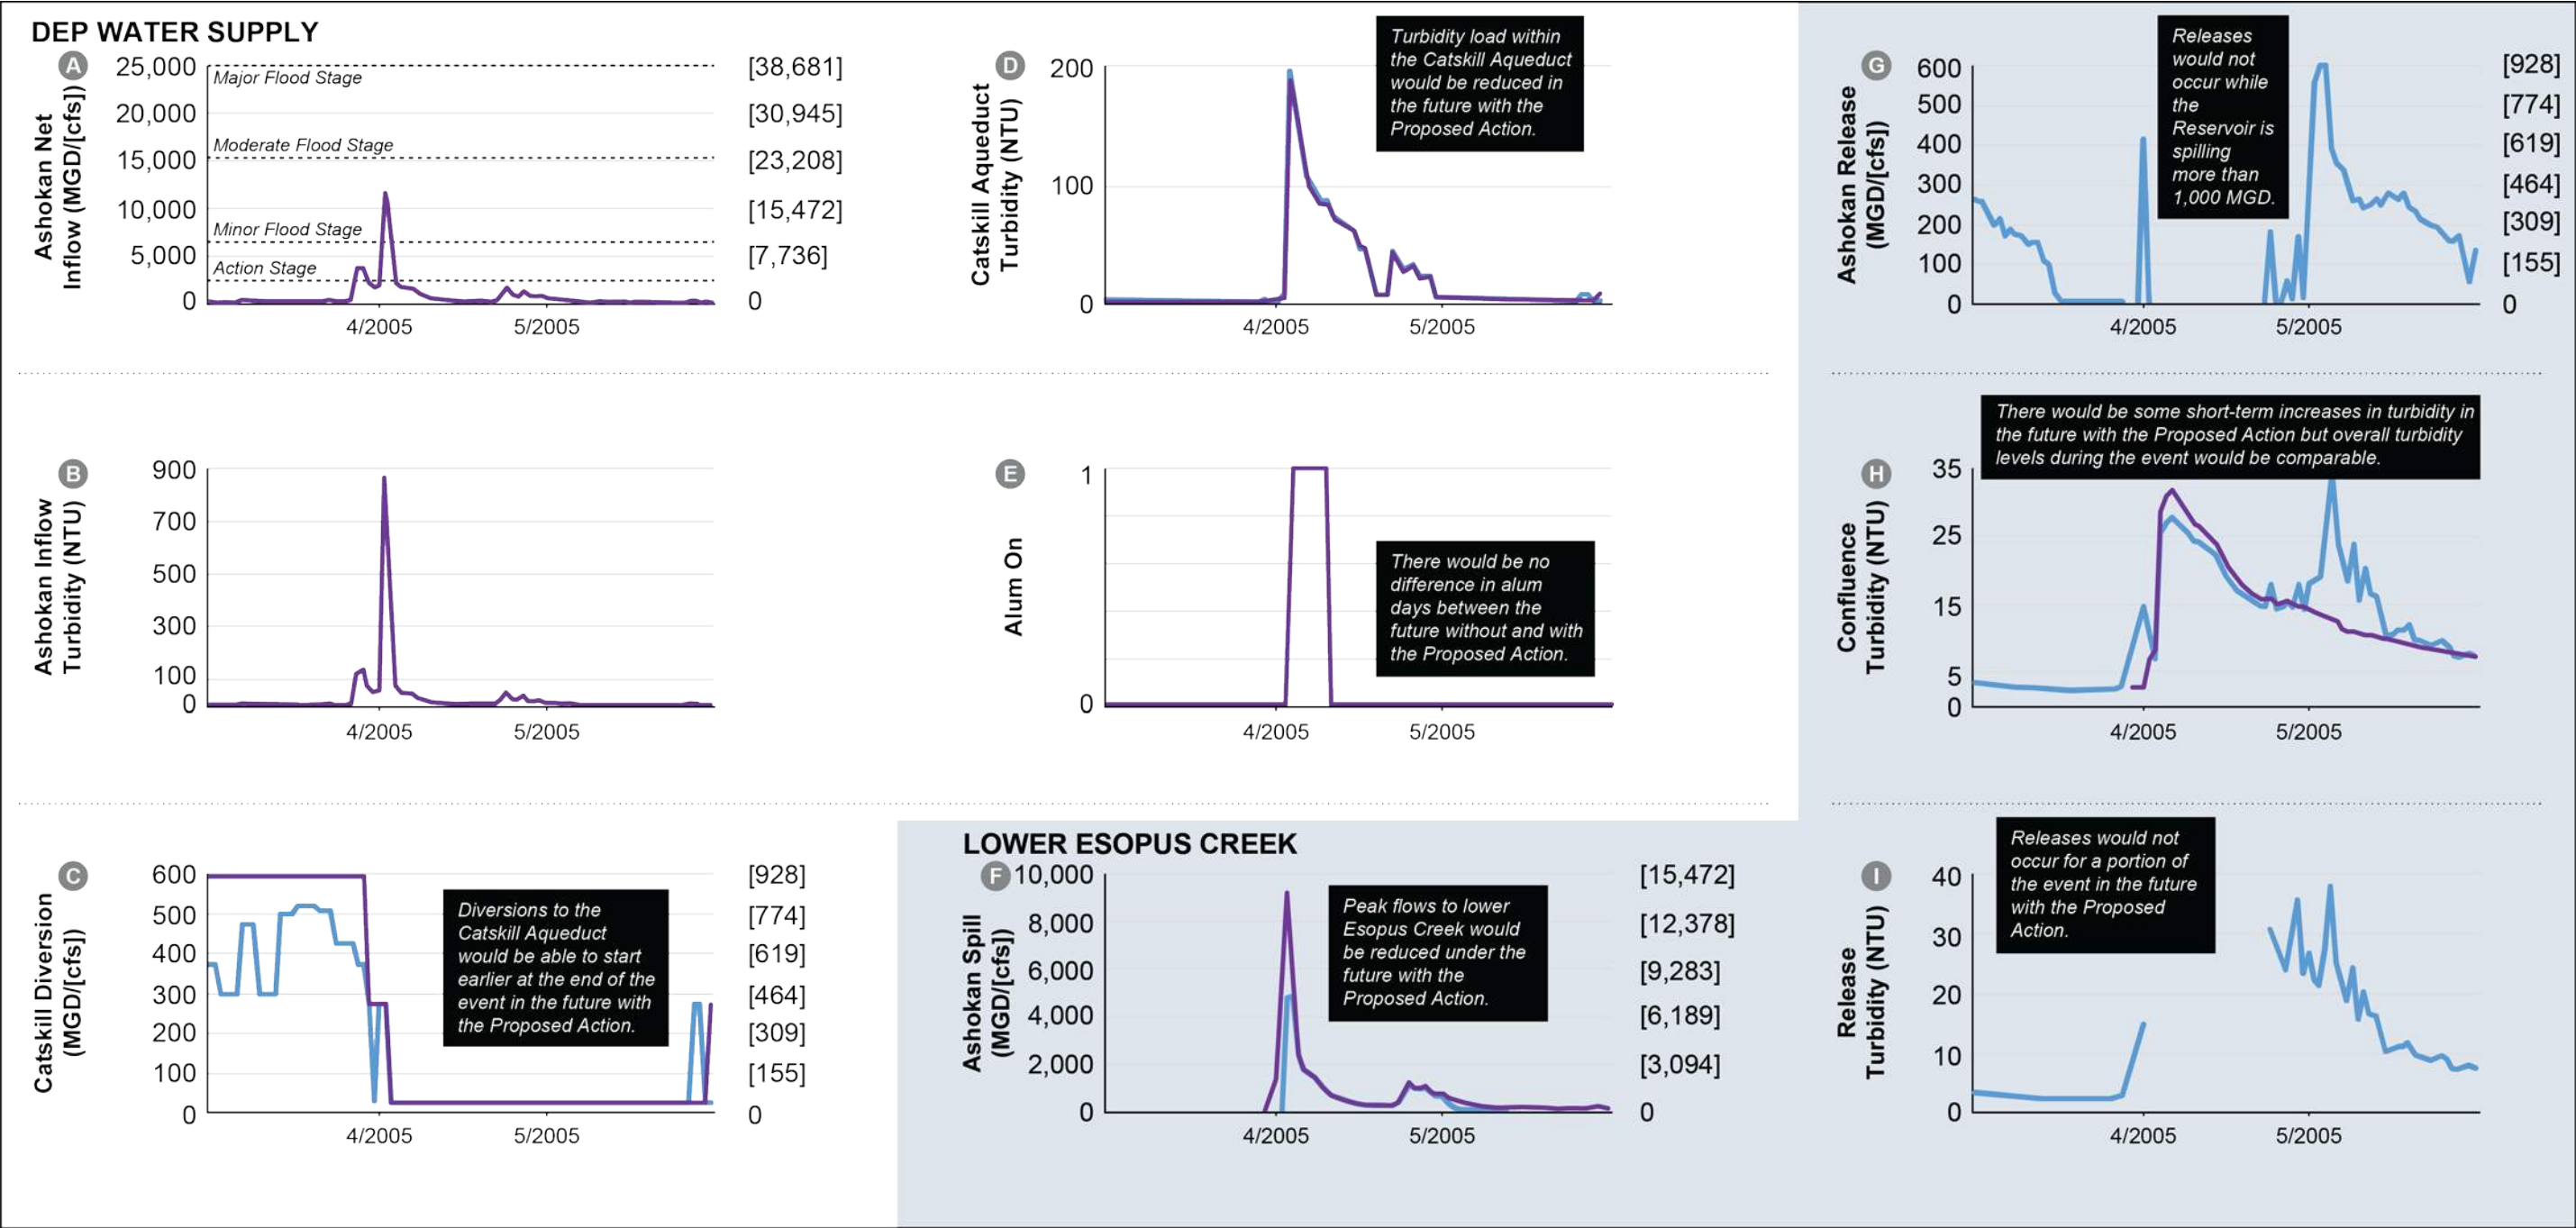 DEP WATER SUPPLY
A
Ashokan Net
Inflow (MGD/[cfs])
25,000
20,000
15,000
10,000
5,000
0
Major Flood Stage
Moderate Flood Stage
Minor Flood Stage
Action Stage
[38,681]
[30,945]
[23,208]
[15,472]
[7,736]
0
4/2005
5/2005
B
Ashokan Inflow
Turbidity (NTU)
900
700
500
300
100
0
4/2005
5/2005
C
Catskill Diversion
(MGD/[cfs])
600
500
400
300
200
100
0
Diversions to the
Catskill Aqueduct
would be able to start
earlier at the end of the
event in the future with
the Proposed Action.
[928]
[774]
[619]
[464]
[309]
[155]
0
4/2005
5/2005
D
Catskill Aqueduct
Turbidity (NTU)
200
100
0
Turbidity load within
the Catskill Aqueduct
would be reduced in
the future with the
Proposed Action.
4/2005
5/2005
E
Alum On
1
0
There would be no
difference in alum
days between the
future without and with
the Proposed Action.
4/2005
5/2005
LOWER ESOPUS CREEK
F
Ashokan Spill
(MGD/[cfs])
10,000
8,000
6,000
4,000
2,000
0
Peak flows to lower
Esopus Creek would
be reduced under the
future with the
Proposed Action.
[15,472]
[12,378]
[9,283]
[6,189]
[3,094]
0
4/2005
5/2005
G
Ashokan Release
(MGD/[cfs])
600
500
400
300
200
100
0
Releases
would not
occur while
the
Reservoir is
spilling
more than
1,000 MGD.
[928]
[774]
[619]
[464]
[309]
[155]
0
4/2005
5/2005
H
Confluence
Turbidity (NTU)
There would be some short-term increases in turbidity in
the future with the Proposed Action but overall turbidity
levels during the event would be comparable.
35
25
15
5
0
4/2005
5/2005
I
Release
Turbidity (NTU)
40
30
20
10
0
Releases would not
occur for a portion of
the event in the future
with the Proposed
Action.
4/2005
5/2005